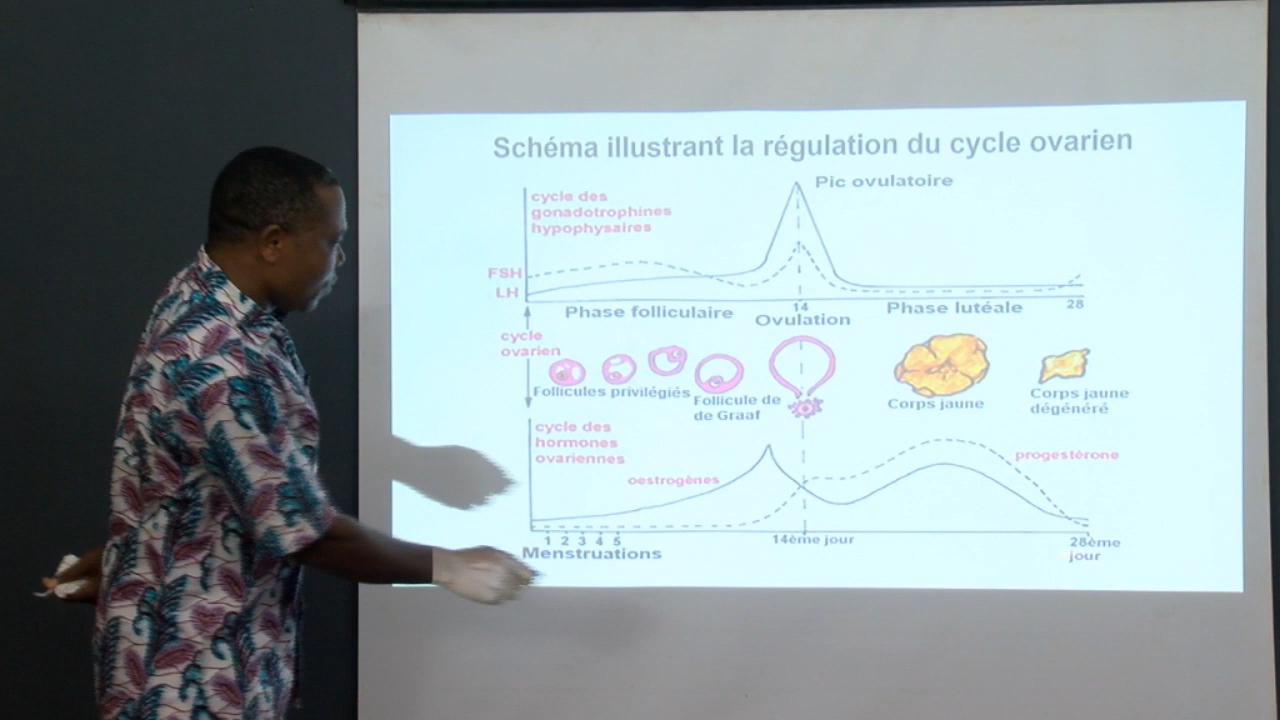 Schéma illustrant la régulation du cycle ovarien
Pic ovulatoire
cycle des
gonadotrophines
hypophysaires
FSH
LH
Phase folliculaire
14
Ovulation
Phase lutéale
28
cycle
ovarien
Follicules privilégiés
Follicule de
de Graaf
Corps jaune
Corps jaune
dégénéré
cycle des
hormones
ovariennes
oestrogènes
progestérone
1 2 3 4 5
Menstruations
14ème jour
28ème
jour